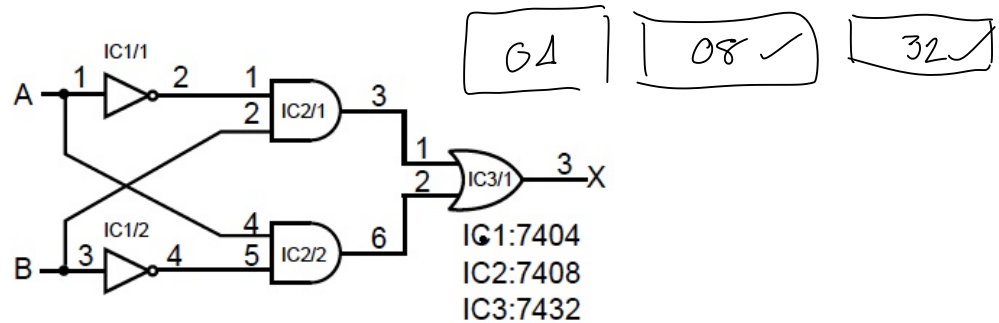 04
08 ✓
32 ✓
IC1/1
A
1
2
1
2
IC2/1
3
1
2
IC3/1
3
X
IC1/2
B
3
4
4
5
IC2/2
6
IC1:7404
IC2:7408
IC3:7432